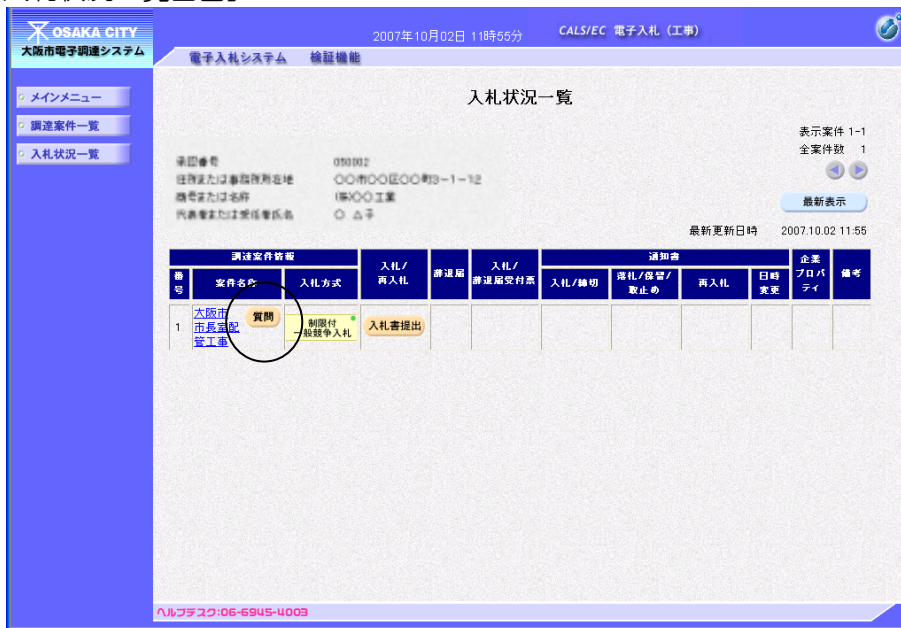 OSAKA CITY
大阪市電子調達システム
2007年10月02日 11時55分
CALS/EC 電子入札（工事）
電子入札システム 検証機能
メインメニュー
調達案件一覧
入札状況一覧
入札状況一覧
表示案件 1-1
全案件数 1
承認番号 050002
住所または事務所所在地 〇〇市〇〇区〇〇町3-1-12
商号または名称 (株)〇〇工業
代表者または受任者氏名 〇 △子
最新表示
最新更新日時 2007.10.02 11:55
調達案件情報 入札/再入札 辞退届 入札/辞退届受付票 通知書 企業プロパティ 備考
番号 案件名称 入札方式 入札/締切 落札/保留/取止め 再入札 日時変更
1 大阪市市長室配管工事 質問 制限付一般競争入札 入札書提出
ヘルプデスク:06-6945-4003